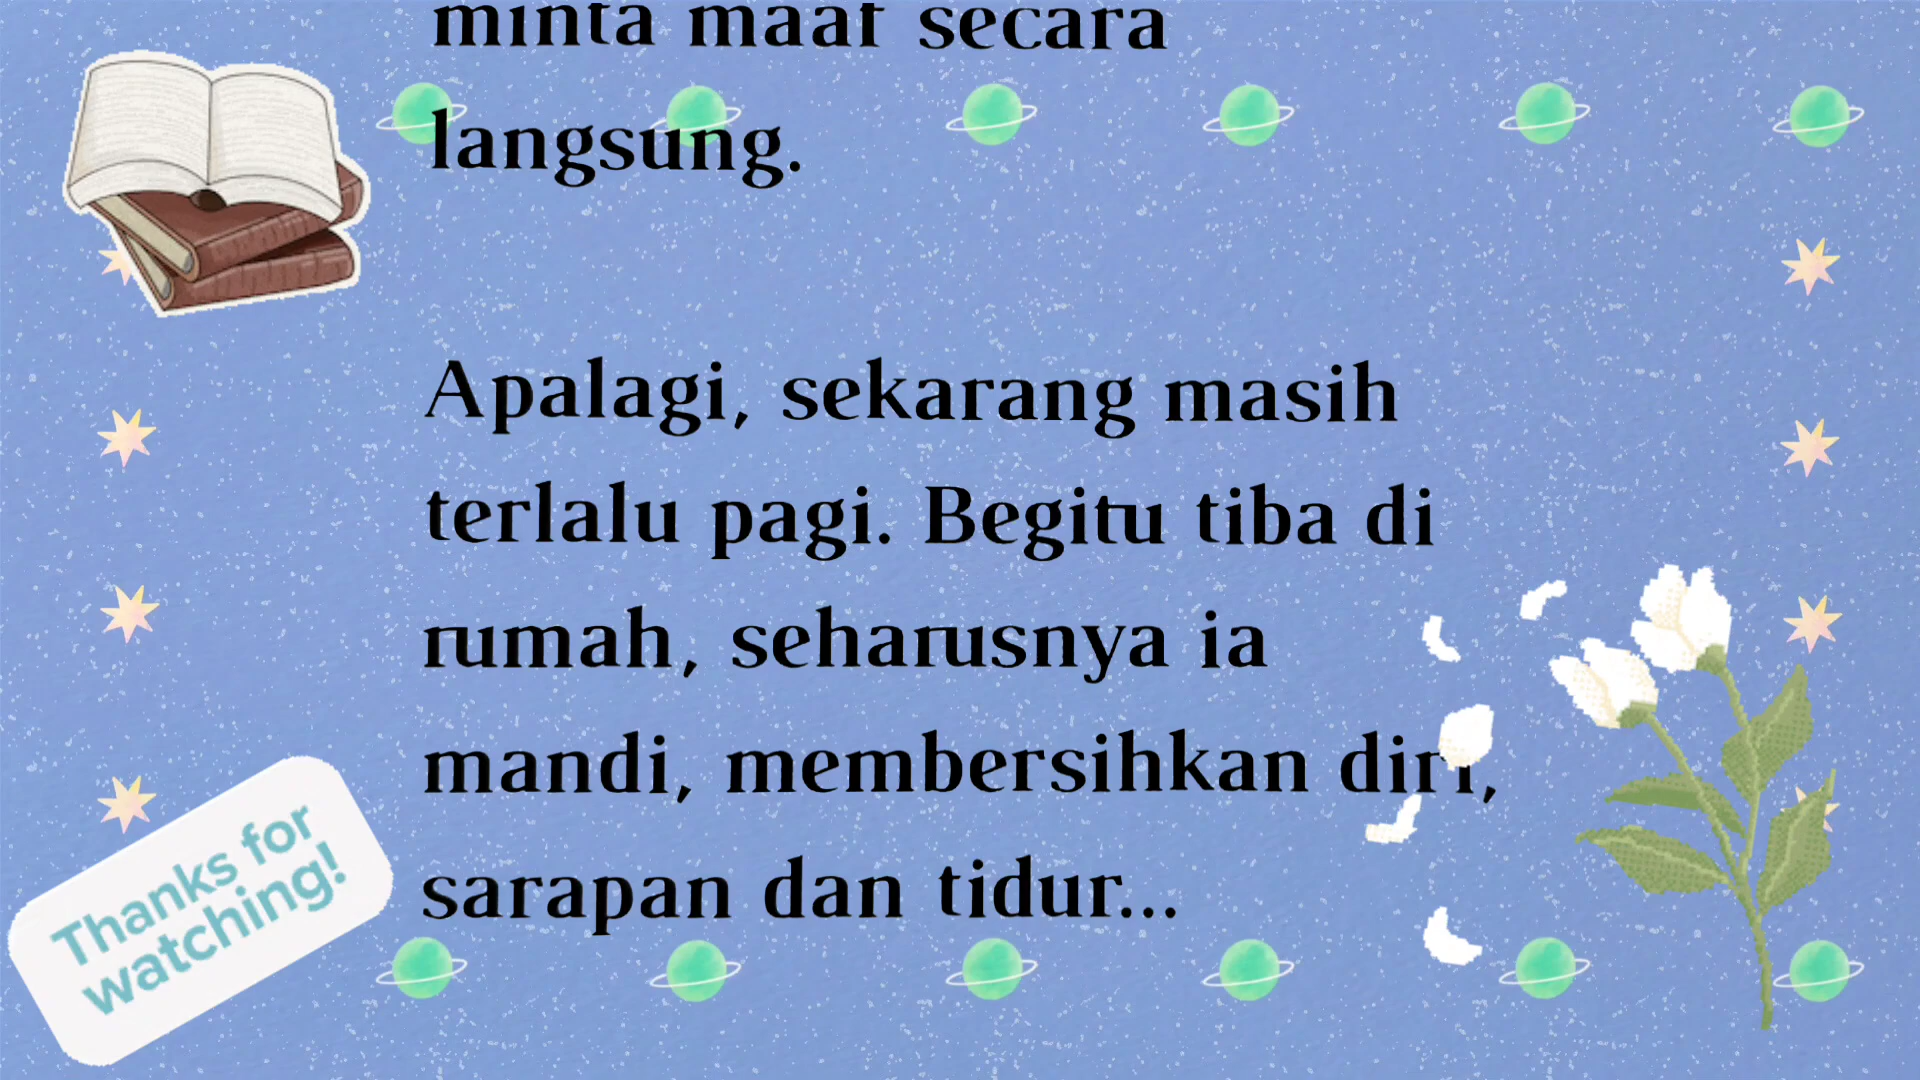 minta maaf secara
langsung.
Apalagi, sekarang masih
terlalu pagi. Begitu tiba di
rumah, seharusnya ia
mandi, membersihkan diri,
sarapan dan tidur...
Thanks for
watching!